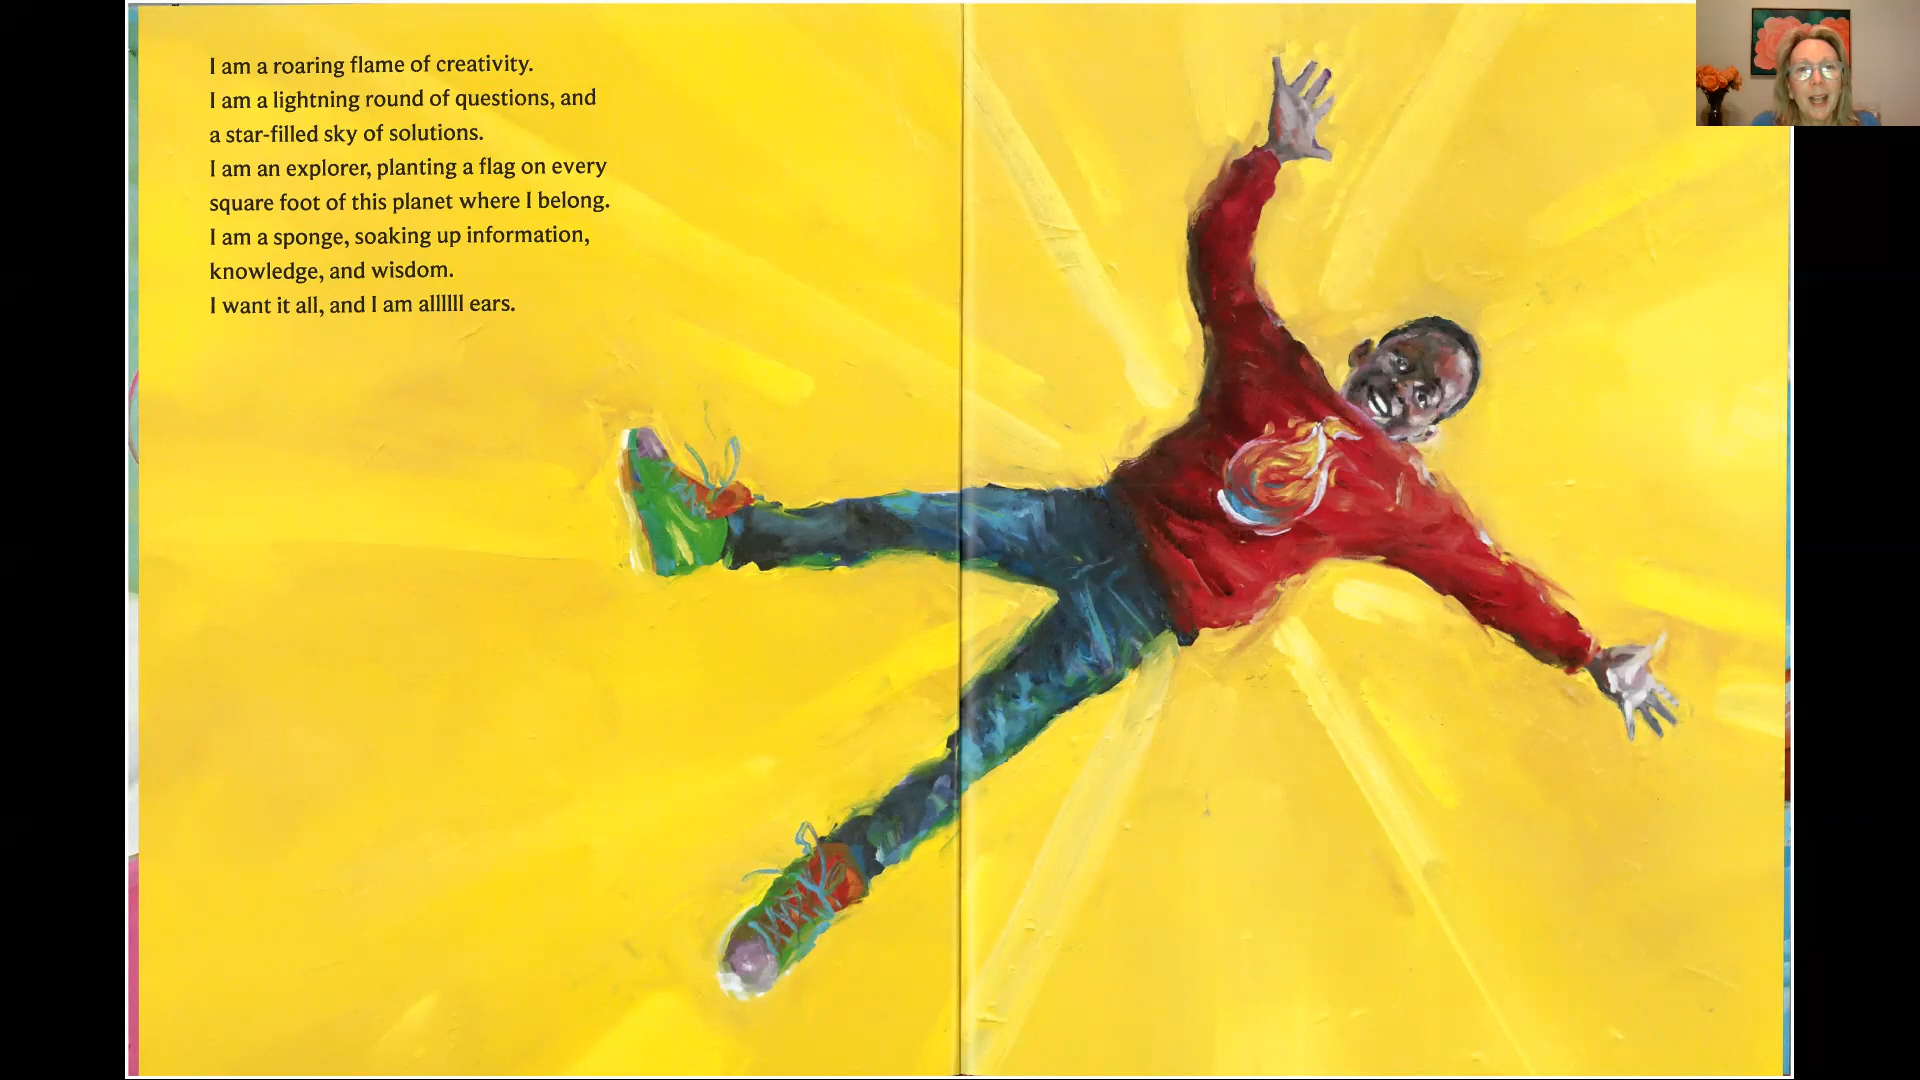 I am a roaring flame of creativity.
I am a lightning round of questions, and
a star-filled sky of solutions.
I am an explorer, planting a flag on every
square foot of this planet where I belong.
I am a sponge, soaking up information,
knowledge, and wisdom.
I want it all, and I am allllll ears.